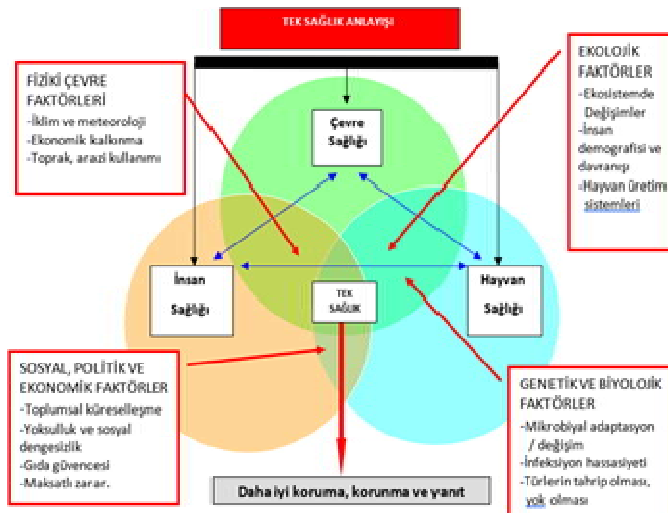 TEK SAĞLIK ANLAYIŞI
FİZİKİ ÇEVRE
FAKTÖRLERİ
-İklim ve meteoroloji
-Ekonomik kalkınma
-Toprak, arazi kullanımı
EKOLOJİK
FAKTÖRLER
-Ekosistemde
Değişimler
-İnsan
demografisi ve
davranışı
-Hayvan üretimi
sistemleri
Çevre
Sağlığı
İnsan
Sağlığı
Hayvan
Sağlığı
TEK
SAĞLIK
SOSYAL, POLİTİK VE
EKONOMİK FAKTÖRLER
-Toplumsal küreselleşme
-Yoksulluk ve sosyal
dengesizlik
-Gıda güvencesi
-Maksatlı zarar.
GENETİK VE BİYOLOJİK
FAKTÖRLER
-Mikrobiyal adaptasyon
/ değişim
-İnfeksiyon hassasiyeti
-Türlerin tahrip olması,
yok olması
Daha iyi koruma, korunma ve yanıt